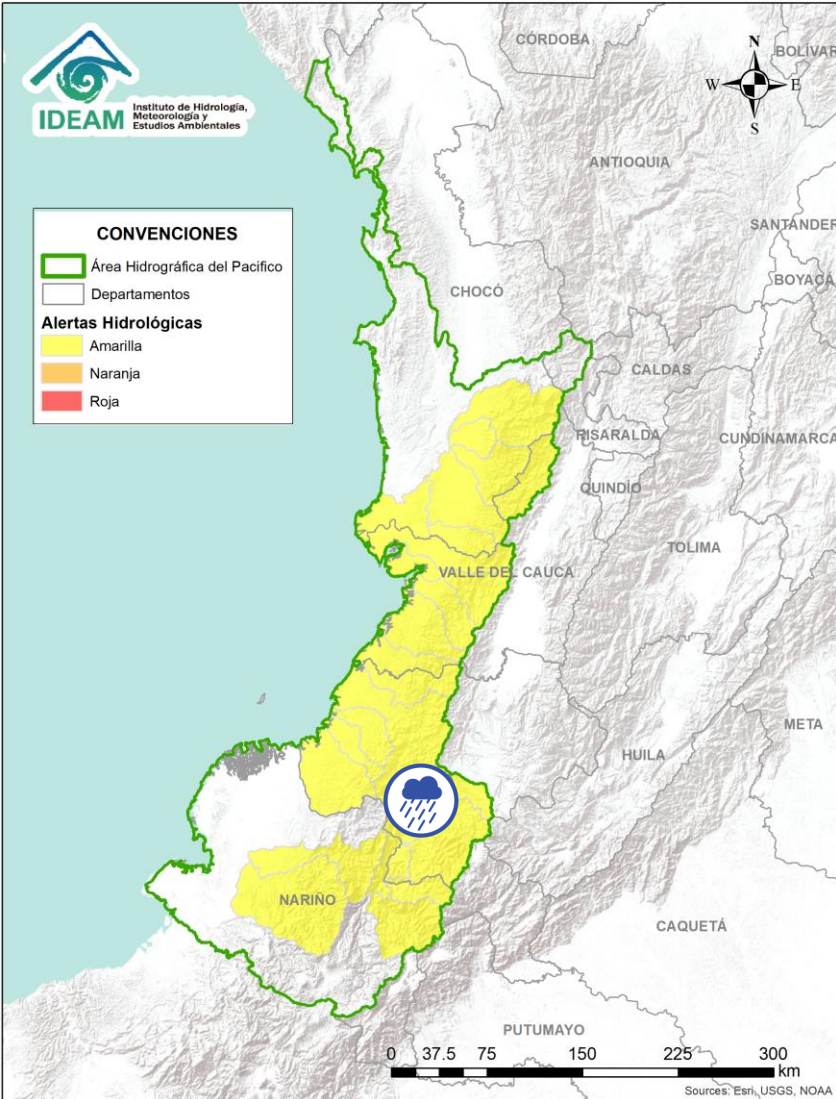 IDEAM
Instituto de Hidrología,
Meteorología y
Estudios Ambientales
CÓRDOBA
BOLÍVAR
N
W
E
S
ANTIOQUIA
SANTANDER
BOYACÁ
CONVENCIONES
Área Hidrográfica del Pacifico
Departamentos
Alertas Hidrológicas
Amarilla
Naranja
Roja
CHOCÓ
CALDAS
RISARALDA
CUNDINAMARCA
QUINDÍO
TOLIMA
VALLE DEL CAUCA
META
HUILA
NARIÑO
CAQUETÁ
PUTUMAYO
0 37.5 75 150 225 300
km
Sources: Esri, USGS, NOAA